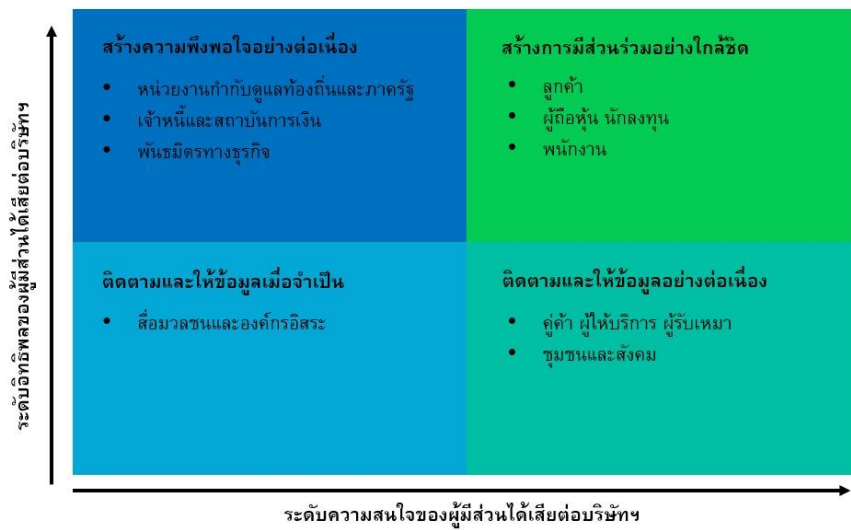 สร้างความพึงพอใจอย่างต่อเนื่อง
• หน่วยงานกำกับดูแลท้องถิ่นและภาครัฐ
• เจ้าหนี้และสถาบันการเงิน
• พันธมิตรทางธุรกิจ
สร้างการมีส่วนร่วมอย่างใกล้ชิด
• ลูกค้า
• ผู้ถือหุ้น นักลงทุน
• พนักงาน
ติดตามและให้ข้อมูลเมื่อจำเป็น
• สื่อมวลชนและองค์กรอิสระ
ติดตามและให้ข้อมูลอย่างต่อเนื่อง
• คู่ค้า ผู้ให้บริการ ผู้รับเหมา
• ชุมชนและสังคม
ระดับอิทธิพลของผู้มีส่วนได้เสียต่อบริษัทฯ
ระดับความสนใจของผู้มีส่วนได้เสียต่อบริษัทฯ